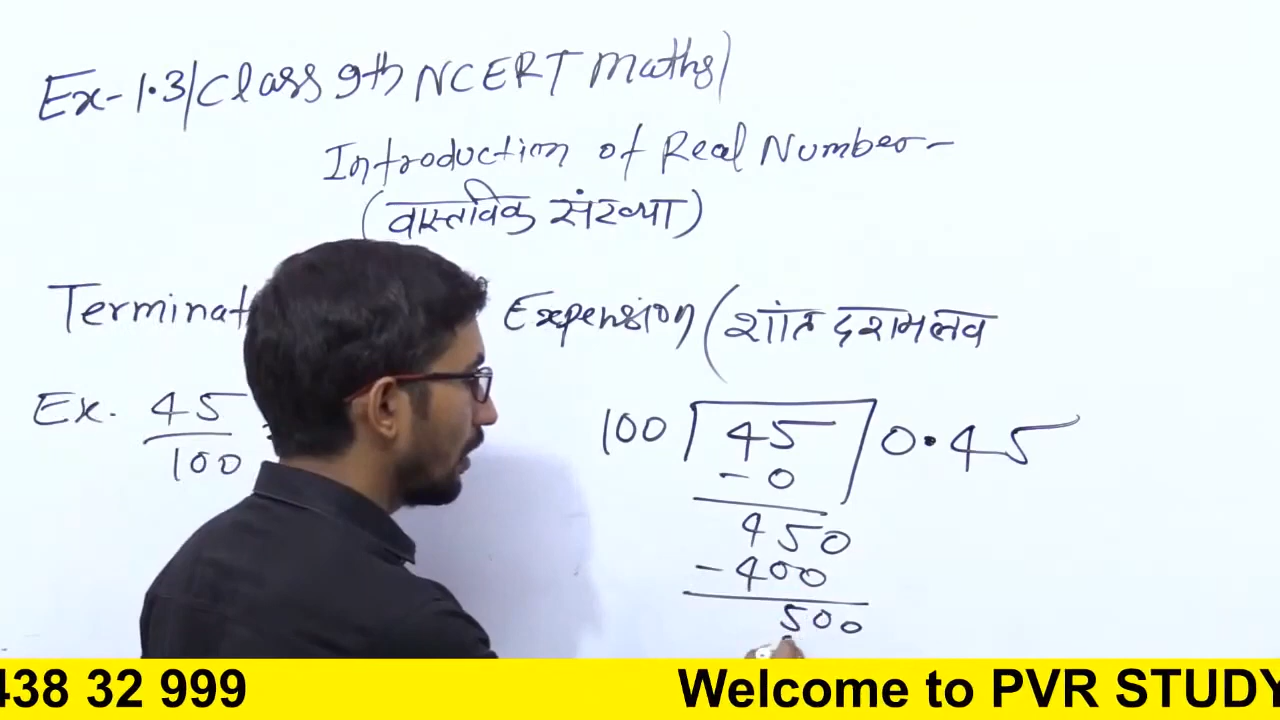 Ex-1.3/Class 9th NCERT Maths/
Introduction of Real Number-
(वास्तविक संख्या)
Terminat
Expension (शांत दशमलव
Ex. 45
100
100 45 0.45
-0
450
-400
500
438 32 999 Welcome to PVR STUDY